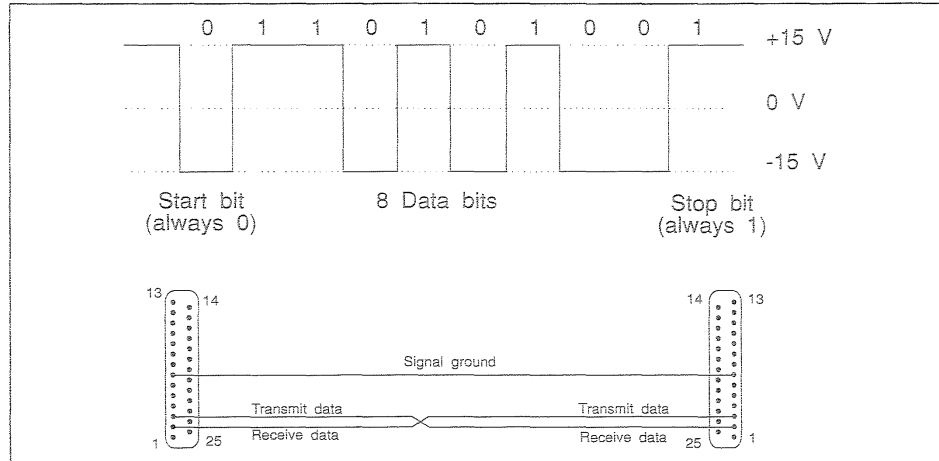 0 1 1 0 1 0 1 0 0 1
+15 V
0 V
-15 V
Start bit
(always 0)
8 Data bits
Stop bit
(always 1)
13
14
14
13
Signal ground
Transmit data
Transmit data
Receive data
Receive data
1
25
25
1